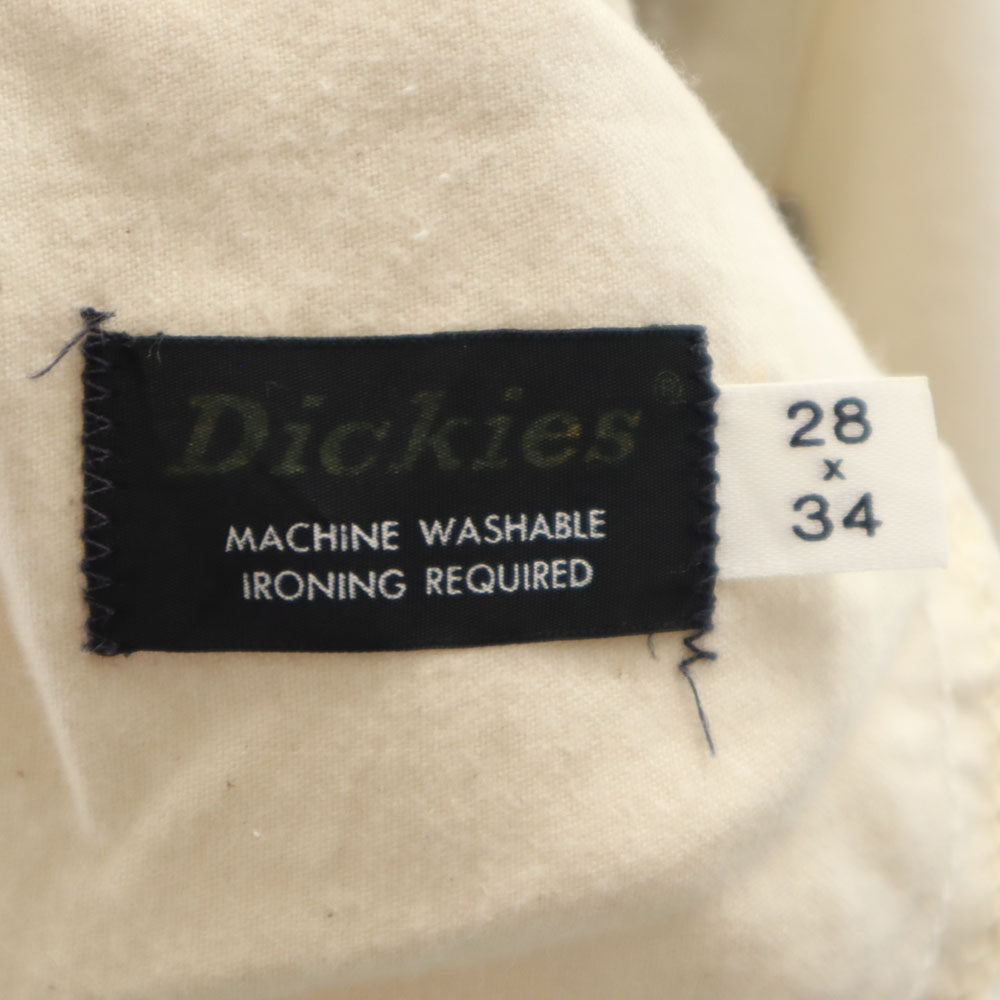 Dickies®
MACHINE WASHABLE
IRONING REQUIRED
28
x
34